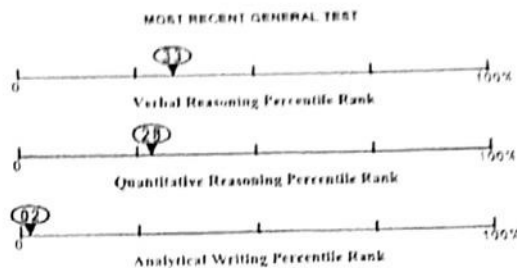 MOST RECENT GENERAL TEST
33
0 100%
Verbal Reasoning Percentile Rank
28
0 100%
Quantitative Reasoning Percentile Rank
02
0 100%
Analytical Writing Percentile Rank